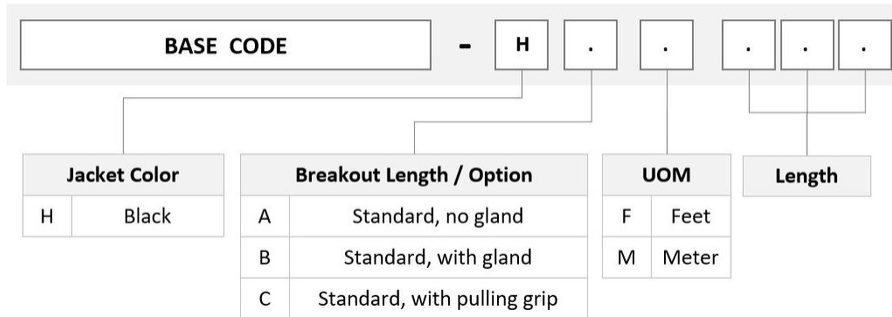 BASE CODE - H . . . . .
Jacket Color Breakout Length / Option UOM Length
H Black A Standard, no gland F Feet
B Standard, with gland M Meter
C Standard, with pulling grip